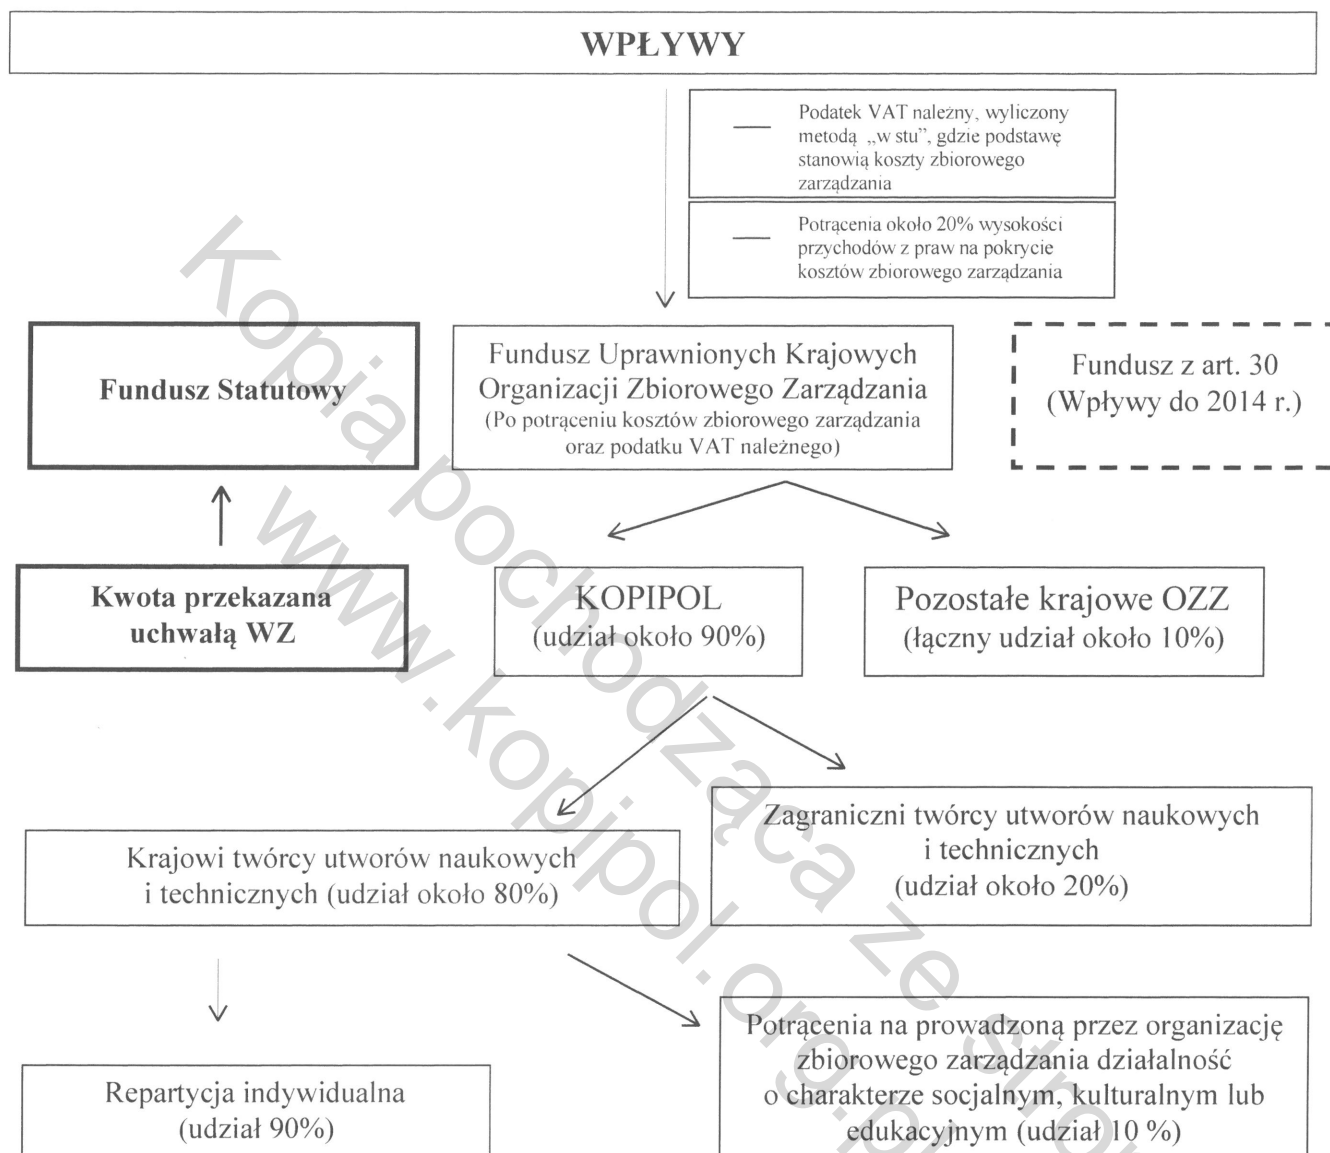 WPŁYWY
Podatek VAT należny, wyliczony
metodą „w stu”, gdzie podstawę
stanowią koszty zbiorowego
zarządzania
Potrącenia około 20% wysokości
przychodów z praw na pokrycie
kosztów zbiorowego zarządzania
Fundusz Statutowy
Fundusz Uprawnionych Krajowych
Organizacji Zbiorowego Zarządzania
(Po potrąceniu kosztów zbiorowego zarządzania
oraz podatku VAT należnego)
Fundusz z art. 30
(Wpływy do 2014 r.)
Kwota przekazana
uchwałą WZ
KOPIPOL
(udział około 90%)
Pozostałe krajowe OZZ
(łączny udział około 10%)
Krajowi twórcy utworów naukowych
i technicznych (udział około 80%)
Zagraniczni twórcy utworów naukowych
i technicznych
(udział około 20%)
Repartycja indywidualna
(udział 90%)
Potrącenia na prowadzoną przez organizację
zbiorowego zarządzania działalność
o charakterze socjalnym, kulturalnym lub
edukacyjnym (udział 10 %)
Kopia pochodząca ze stron
www.kopipol.org.pl